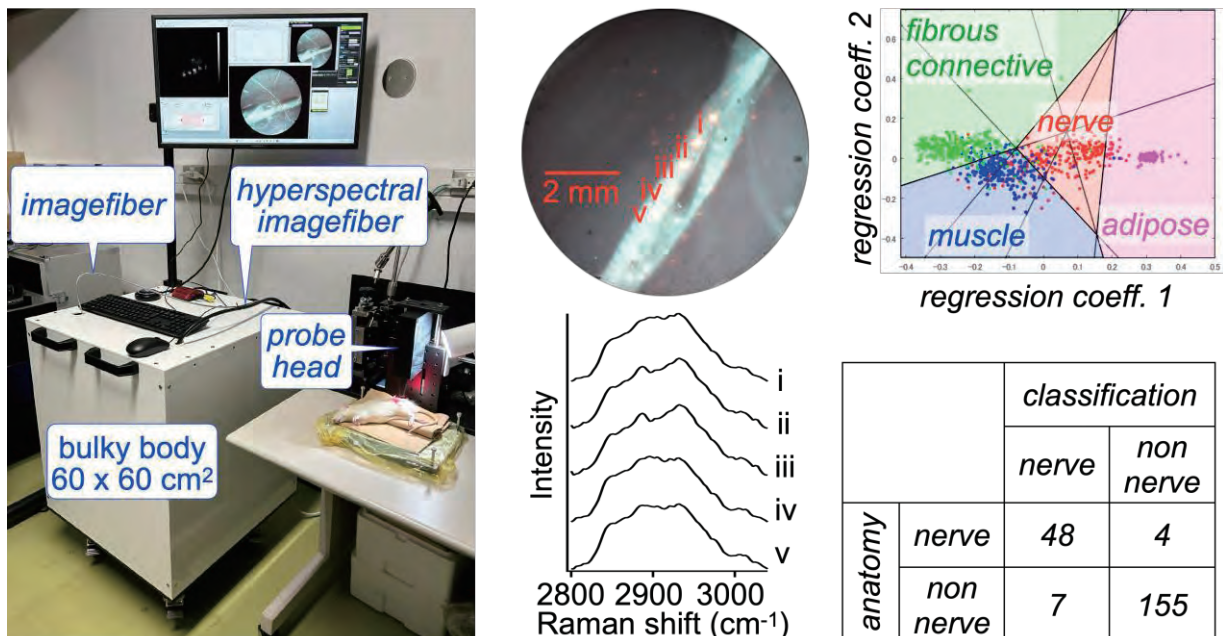 imagefiber
hyperspectral
imagefiber
probe
head
bulky body
60 x 60 cm²
i
ii
iii
iv
v
2 mm
Intensity
i
ii
iii
iv
v
2800 2900 3000
Raman shift (cm⁻¹)
regression coeff. 2
fibrous
connective
nerve
muscle
adipose
0.4
0.2
0
-0.2
-0.4
-0.4 -0.3 -0.2 -0.1 0 0.1 0.2 0.3 0.4 0.5
regression coeff. 1
classification
nerve
non
nerve
anatomy
nerve 48 4
non
nerve 7 155